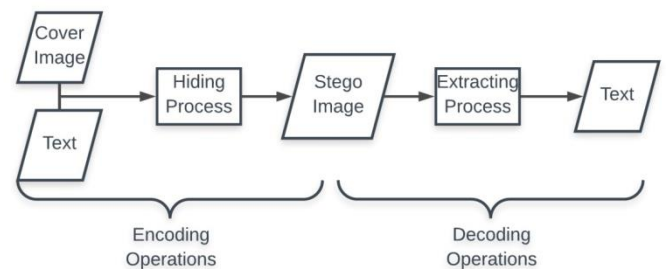 Cover
Image
Text
Hiding
Process
Stego
Image
Extracting
Process
Text
Encoding
Operations
Decoding
Operations